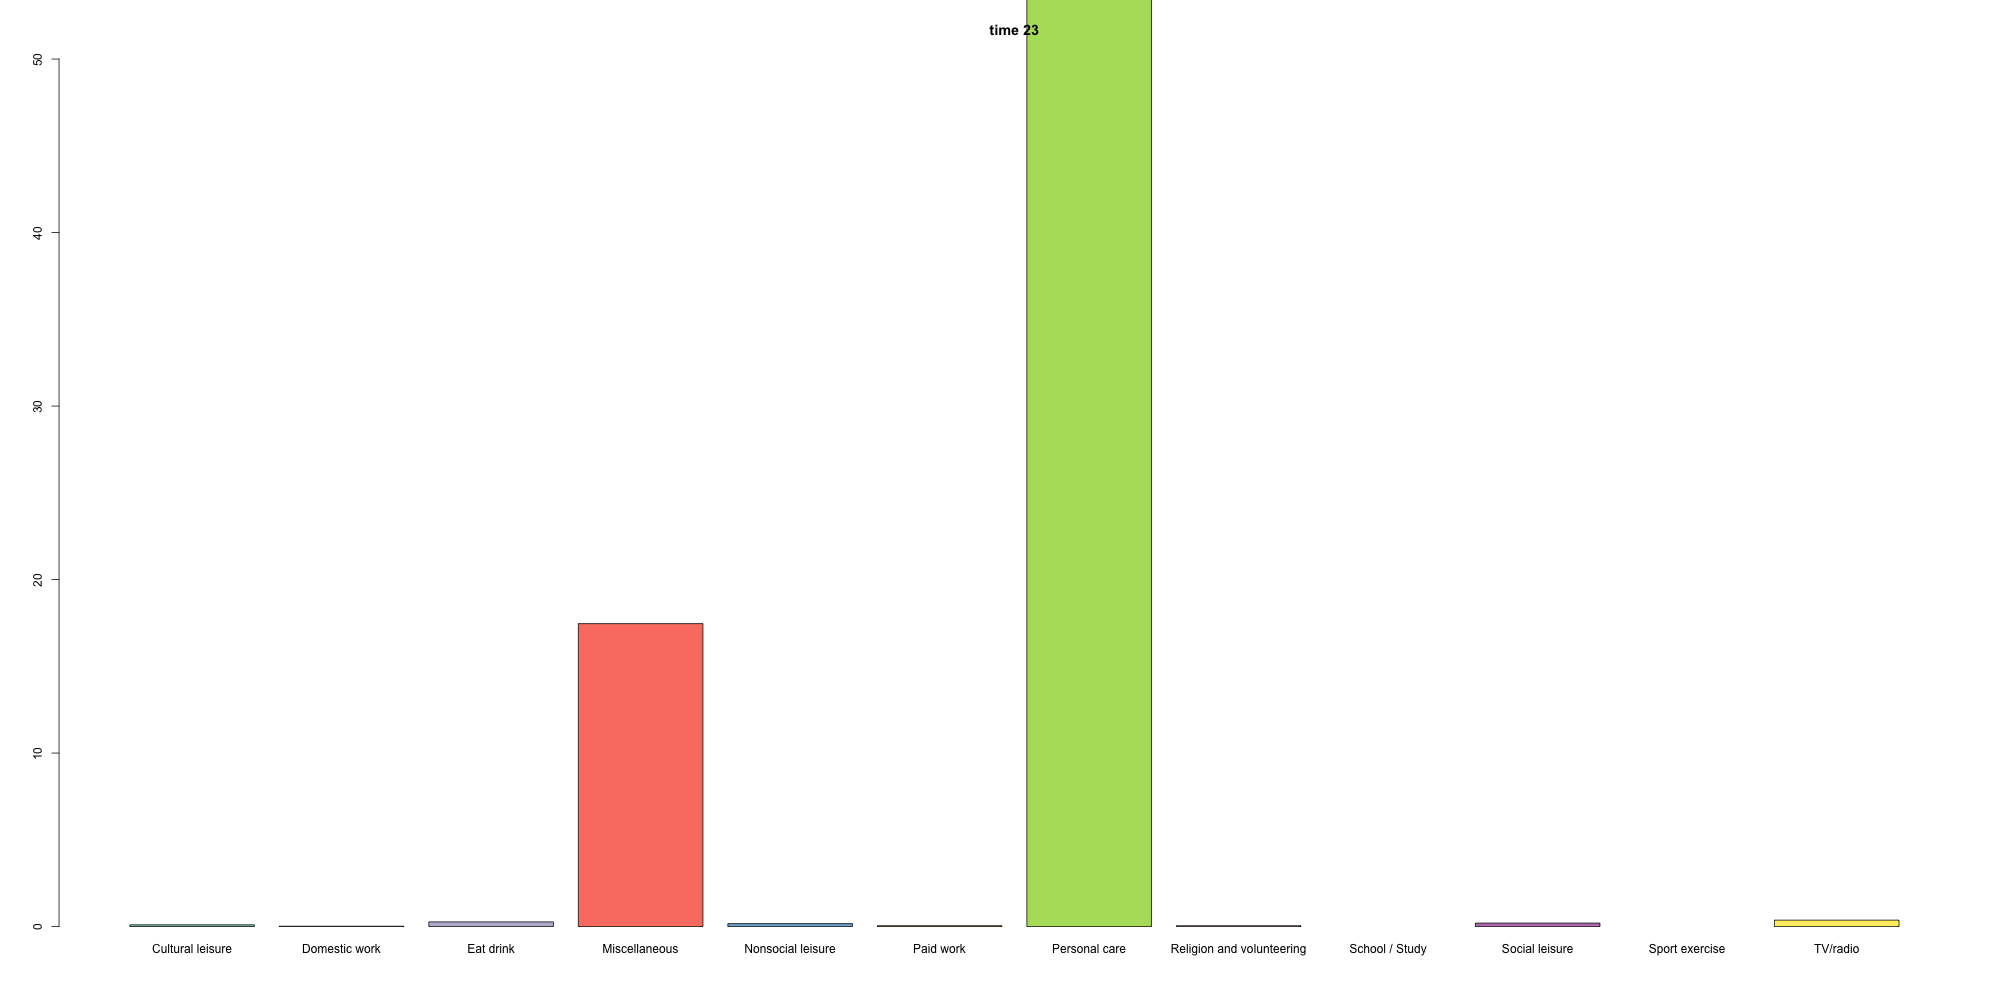 time 23
50
40
30
20
10
0
Cultural leisure
Domestic work
Eat drink
Miscellaneous
Nonsocial leisure
Paid work
Personal care
Religion and volunteering
School / Study
Social leisure
Sport exercise
TV/radio